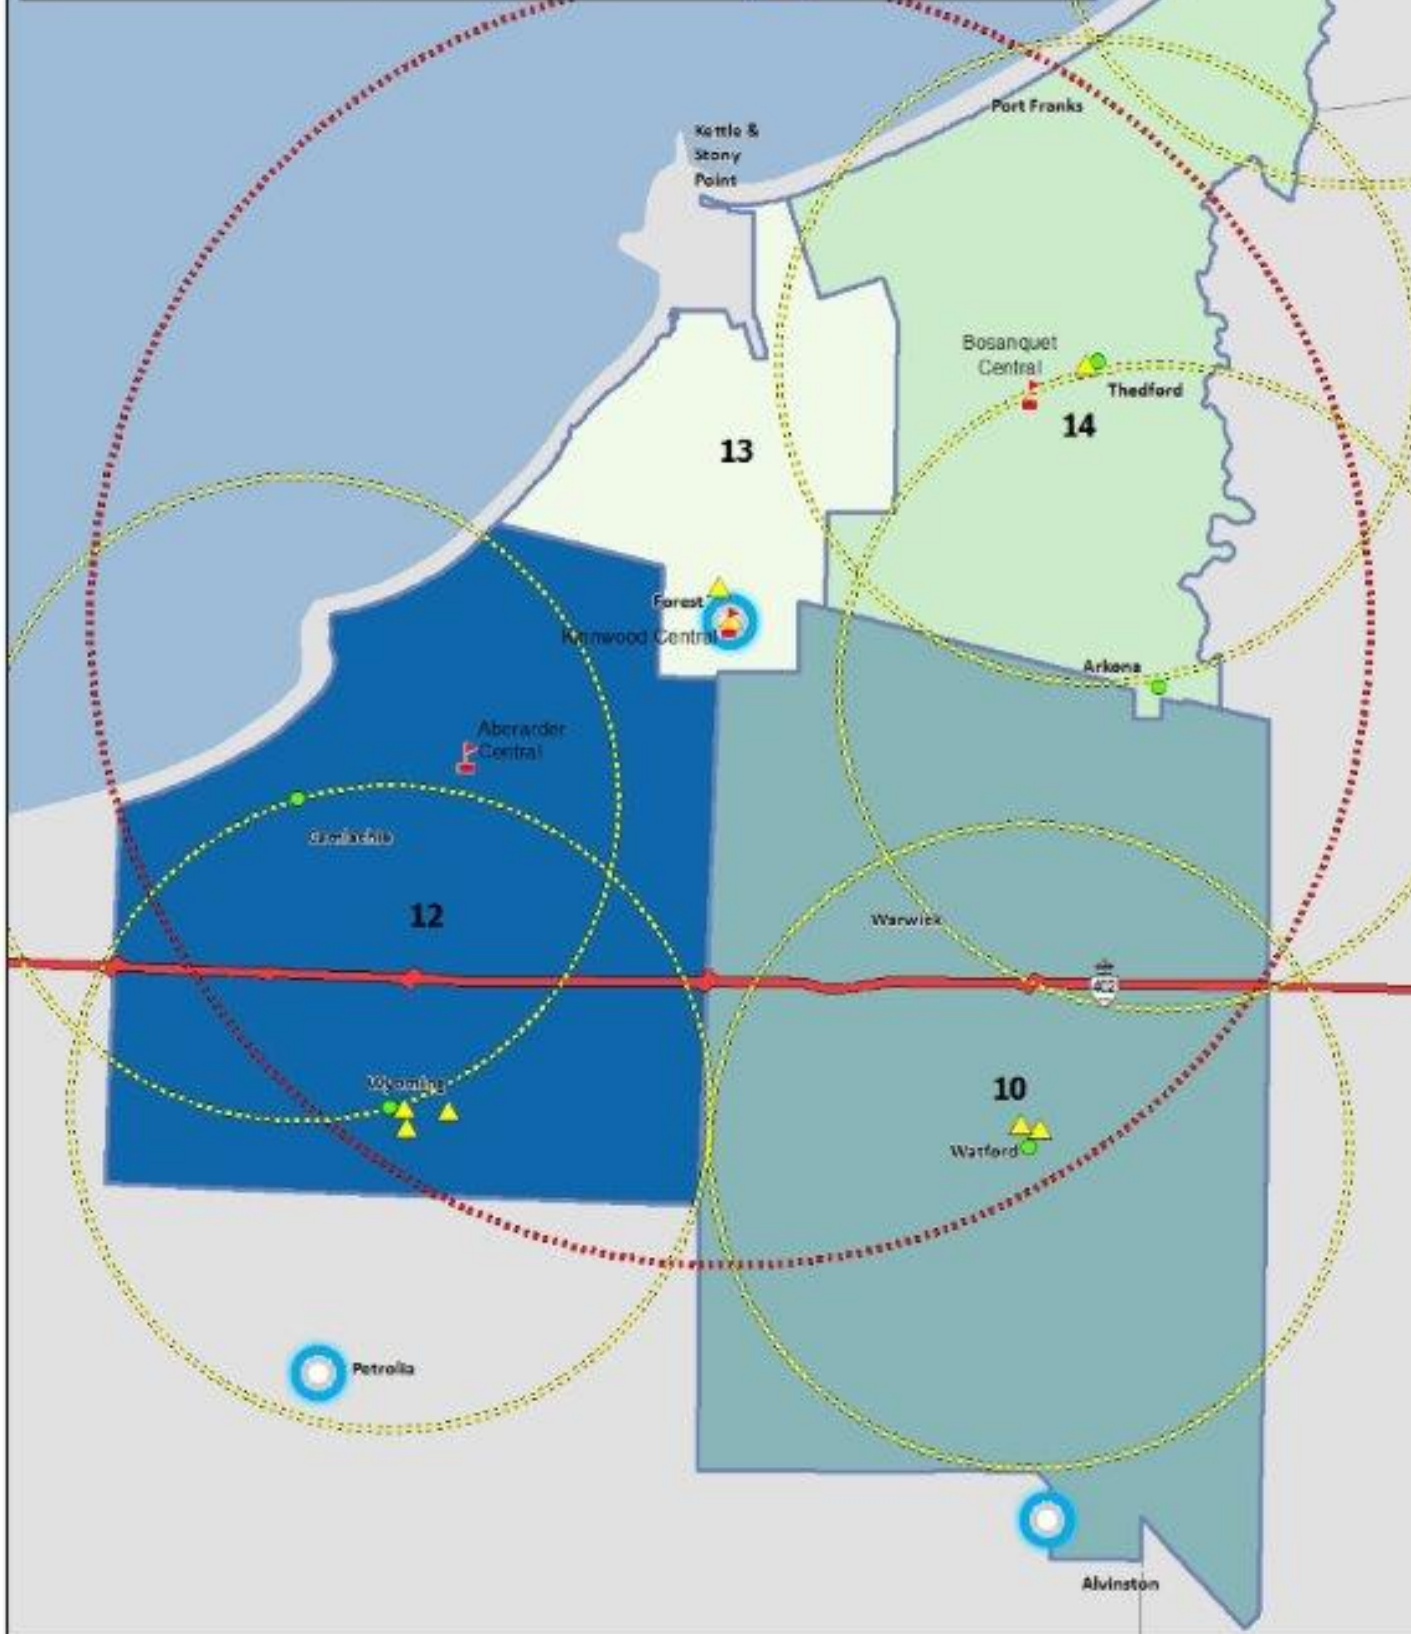 Port Franks
Kettle &
Stony
Point
Bosanquet
Central
Thedford
14
13
Forest
Kinnwood Central
Arkona
Aberarder
Central
Camlachie
12
Warwick
402
Wyoming
10
Watford
Petrolia
Alvinston